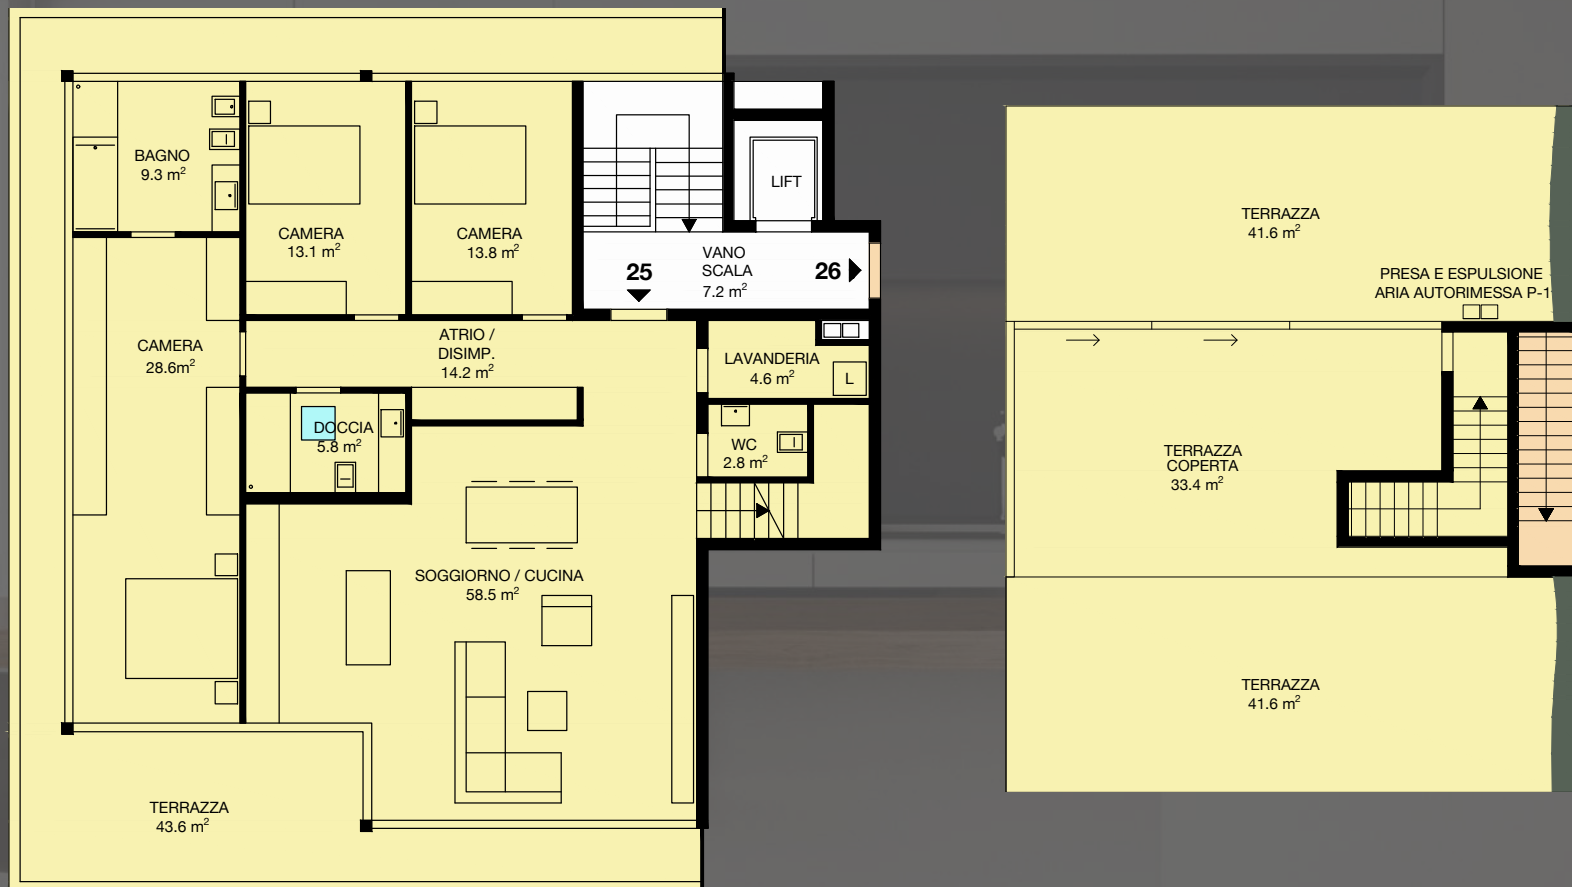 BAGNO
9.3 m²
CAMERA
13.1 m²
CAMERA
13.8 m²
LIFT
VANO
SCALA
7.2 m²
25
26
CAMERA
28.6m²
ATRIO /
DISIMP.
14.2 m²
LAVANDERIA
4.6 m²
L
DOCCIA
5.8 m²
WC
2.8 m²
SOGGIORNO / CUCINA
58.5 m²
TERRAZZA
43.6 m²
TERRAZZA
41.6 m²
PRESA E ESPULSIONE
ARIA AUTORIMESSA P-1
TERRAZZA
COPERTA
33.4 m²
TERRAZZA
41.6 m²